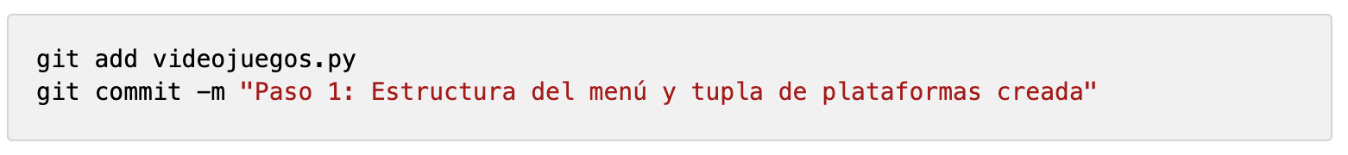 git add videojuegos.py
git commit -m "Paso 1: Estructura del menú y tupla de plataformas creada"